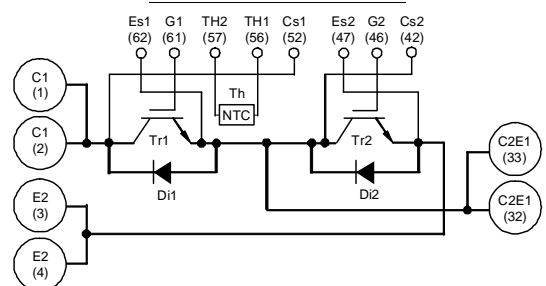 Es1 G1 TH2 TH1 Cs1 Es2 G2 Cs2
(62) (61) (57) (56) (52) (47) (46) (42)
C1
(1)
Th
NTC
C1
(2)
Tr1
Tr2
C2E1
(33)
Di1
Di2
E2
(3)
C2E1
(32)
E2
(4)